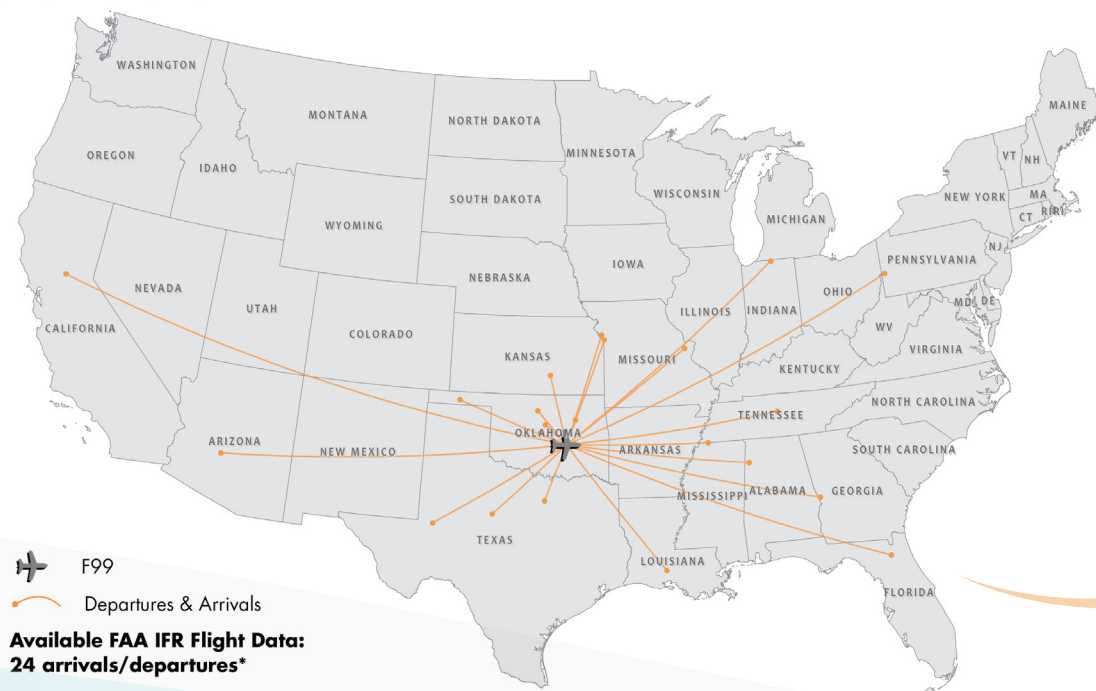 WASHINGTON
MAINE
MONTANA
NORTH DAKOTA
MINNESOTA
VT
NH
OREGON
IDAHO
WISCONSIN
SOUTH DAKOTA
NEW YORK
MA
CT
MICHIGAN
WYOMING
PENNSYLVANIA
NJ
IOWA
NEBRASKA
NEVADA
OHIO
MD
DE
UTAH
ILLINOIS
INDIANA
CALIFORNIA
COLORADO
WV
VIRGINIA
KANSAS
MISSOURI
KENTUCKY
NORTH CAROLINA
TENNESSEE
OKLAHOMA
ARIZONA
NEW MEXICO
ARKANSAS
SOUTH CAROLINA
MISSISSIPPI
ALABAMA
GEORGIA
TEXAS
LOUISIANA
FLORIDA
F99
Departures & Arrivals
Available FAA IFR Flight Data:
24 arrivals/departures*